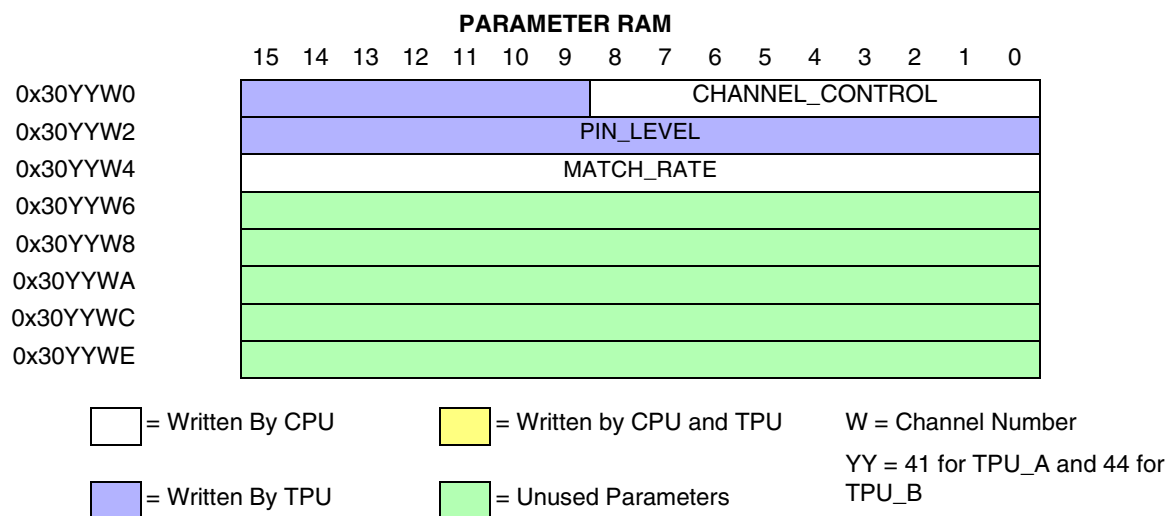 PARAMETER RAM
15 14 13 12 11 10 9 8 7 6 5 4 3 2 1 0
0x30YYW0 CHANNEL_CONTROL
0x30YYW2 PIN_LEVEL
0x30YYW4 MATCH_RATE
0x30YYW6
0x30YYW8
0x30YYWA
0x30YYWC
0x30YYWE
= Written By CPU = Written by CPU and TPU W = Channel Number
YY = 41 for TPU_A and 44 for
= Written By TPU = Unused Parameters TPU_B